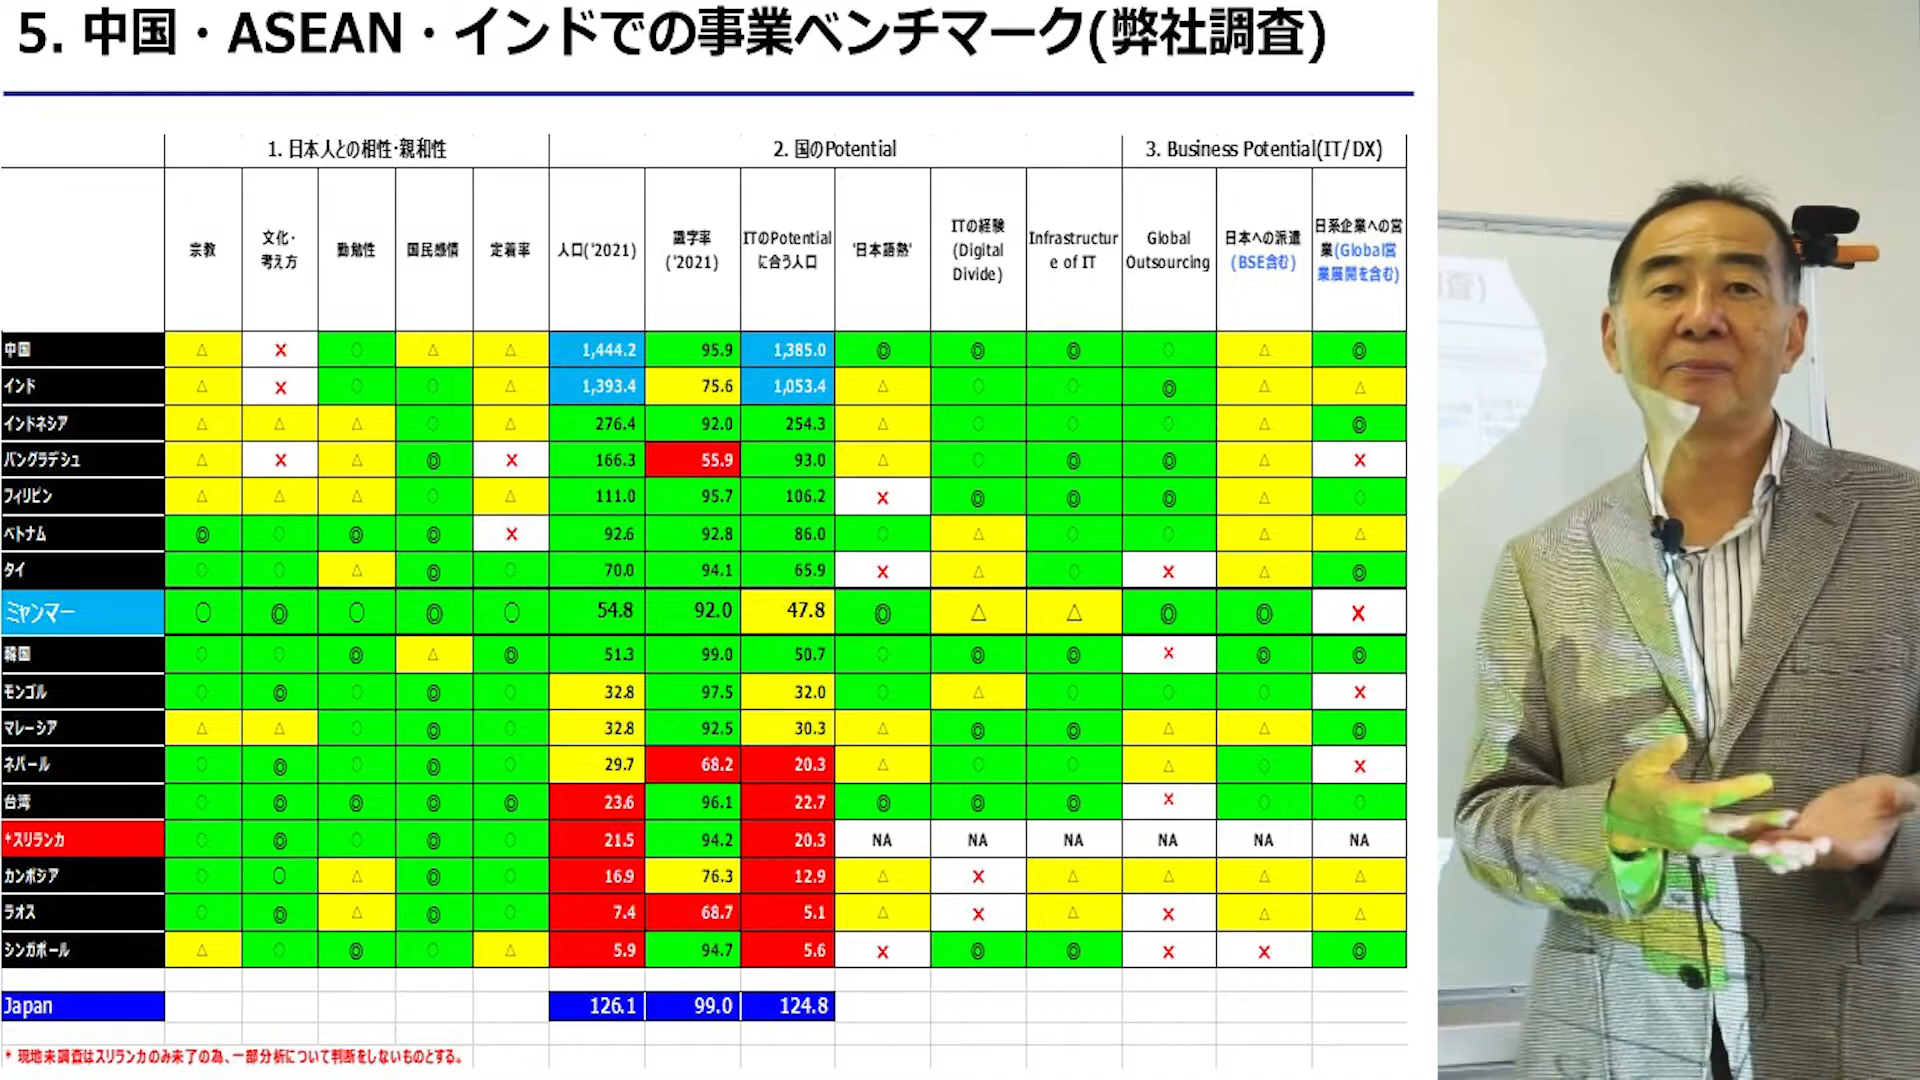 5. 中国・ASEAN・インドでの事業ベンチマーク(弊社調査)
1. 日本人との相性･親和性 2. 国のPotential 3. Business Potential(IT/DX)
宗教 文化・考え方 勤勉性 国民感情 定着率 人口('2021) 識字率('2021) ITのPotentialに合う人口 '日本語熱' ITの経験(Digital Divide) Infrastructure of IT Global Outsourcing 日本への派遣(BSE含む) 日系企業への営業(Global営業展開を含む)
中国 △ × ○ △ △ 1,444.2 95.9 1,385.0 ◎ ◎ ◎ ○ △ ◎
インド △ × ○ ○ △ 1,393.4 75.6 1,053.4 △ ○ ○ ◎ △ △
インドネシア △ △ △ ○ △ 276.4 92.0 254.3 △ ○ ○ ○ △ ◎
バングラデシュ △ × △ ◎ × 166.3 55.9 93.0 △ ○ ◎ ◎ △ ×
フィリピン △ △ △ ○ △ 111.0 95.7 106.2 × ◎ ◎ ◎ △ ○
ベトナム ◎ ○ ◎ ◎ × 92.6 92.8 86.0 ○ △ ○ ○ △ △
タイ ○ ○ △ ◎ ○ 70.0 94.1 65.9 × △ ○ × △ ◎
ミャンマー ○ ◎ ○ ◎ ○ 54.8 92.0 47.8 ◎ △ △ ◎ ◎ ×
韓国 ○ ○ ◎ △ ◎ 51.3 99.0 50.7 ○ ◎ ◎ × ◎ ◎
モンゴル ○ ◎ ○ ◎ ○ 32.8 97.5 32.0 ○ △ ○ ○ ○ ×
マレーシア △ △ ○ ◎ ○ 32.8 92.5 30.3 △ ◎ ◎ △ △ ◎
ネパール ○ ◎ ○ ◎ ○ 29.7 68.2 20.3 △ ○ ○ △ ○ ×
台湾 ○ ◎ ◎ ◎ ◎ 23.6 96.1 22.7 ◎ ◎ ◎ × ○ ○
*スリランカ ○ ◎ ○ ◎ ○ 21.5 94.2 20.3 NA NA NA NA NA NA
カンボジア ○ ○ △ ◎ ○ 16.9 76.3 12.9 △ × △ △ △ △
ラオス ○ ◎ △ ◎ ○ 7.4 68.7 5.1 △ × △ × △ △
シンガポール △ ○ ◎ ○ △ 5.9 94.7 5.6 × ◎ ◎ × × ◎
Japan 126.1 99.0 124.8
* 現地未調査はスリランカのみ未了の為、一部分析について判断をしないものとする。